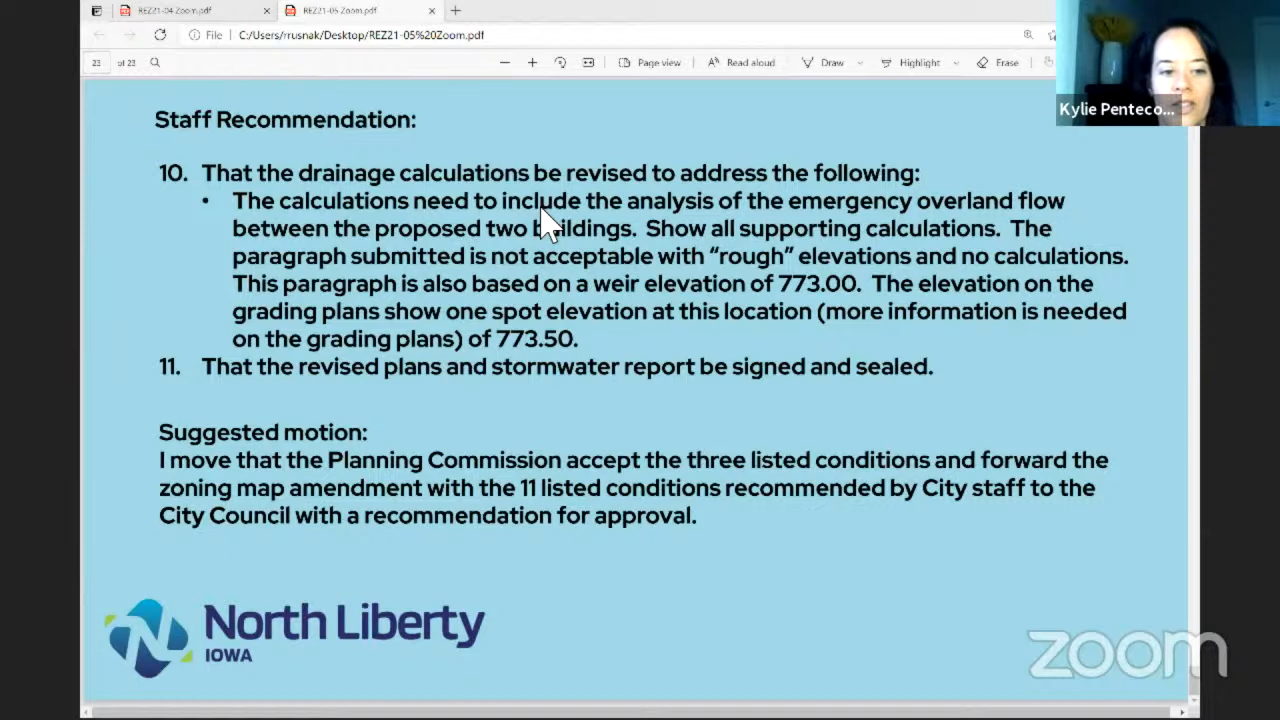 REZ21-04 Zoom.pdf
REZ21-05 Zoom.pdf
File
C:/Users/rrusnak/Desktop/REZ21-05%20Zoom.pdf
23 of 23
Page view
Read aloud
Draw
Highlight
Erase
Kylie Penteco...
Staff Recommendation:
10. That the drainage calculations be revised to address the following:
• The calculations need to include the analysis of the emergency overland flow
between the proposed two buildings. Show all supporting calculations. The
paragraph submitted is not acceptable with “rough” elevations and no calculations.
This paragraph is also based on a weir elevation of 773.00. The elevation on the
grading plans show one spot elevation at this location (more information is needed
on the grading plans) of 773.50.
11. That the revised plans and stormwater report be signed and sealed.
Suggested motion:
I move that the Planning Commission accept the three listed conditions and forward the
zoning map amendment with the 11 listed conditions recommended by City staff to the
City Council with a recommendation for approval.
North Liberty
IOWA
zoom